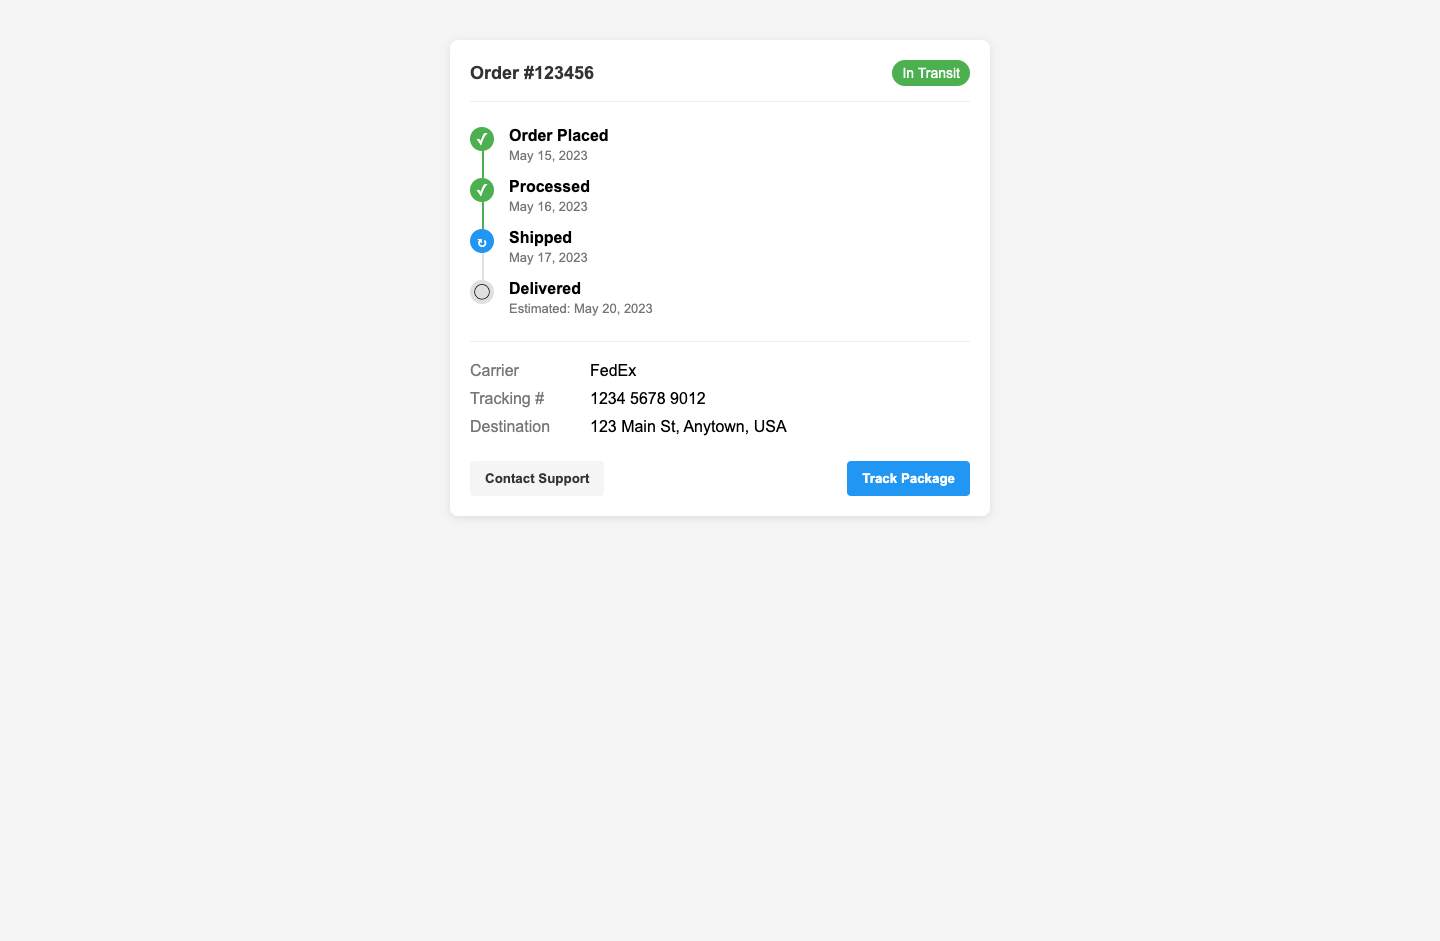 Order #123456
In Transit
✓
Order Placed
May 15, 2023
✓
Processed
May 16, 2023
↻
Shipped
May 17, 2023
◯
Delivered
Estimated: May 20, 2023
Carrier FedEx
Tracking # 1234 5678 9012
Destination 123 Main St, Anytown, USA
Contact Support
Track Package